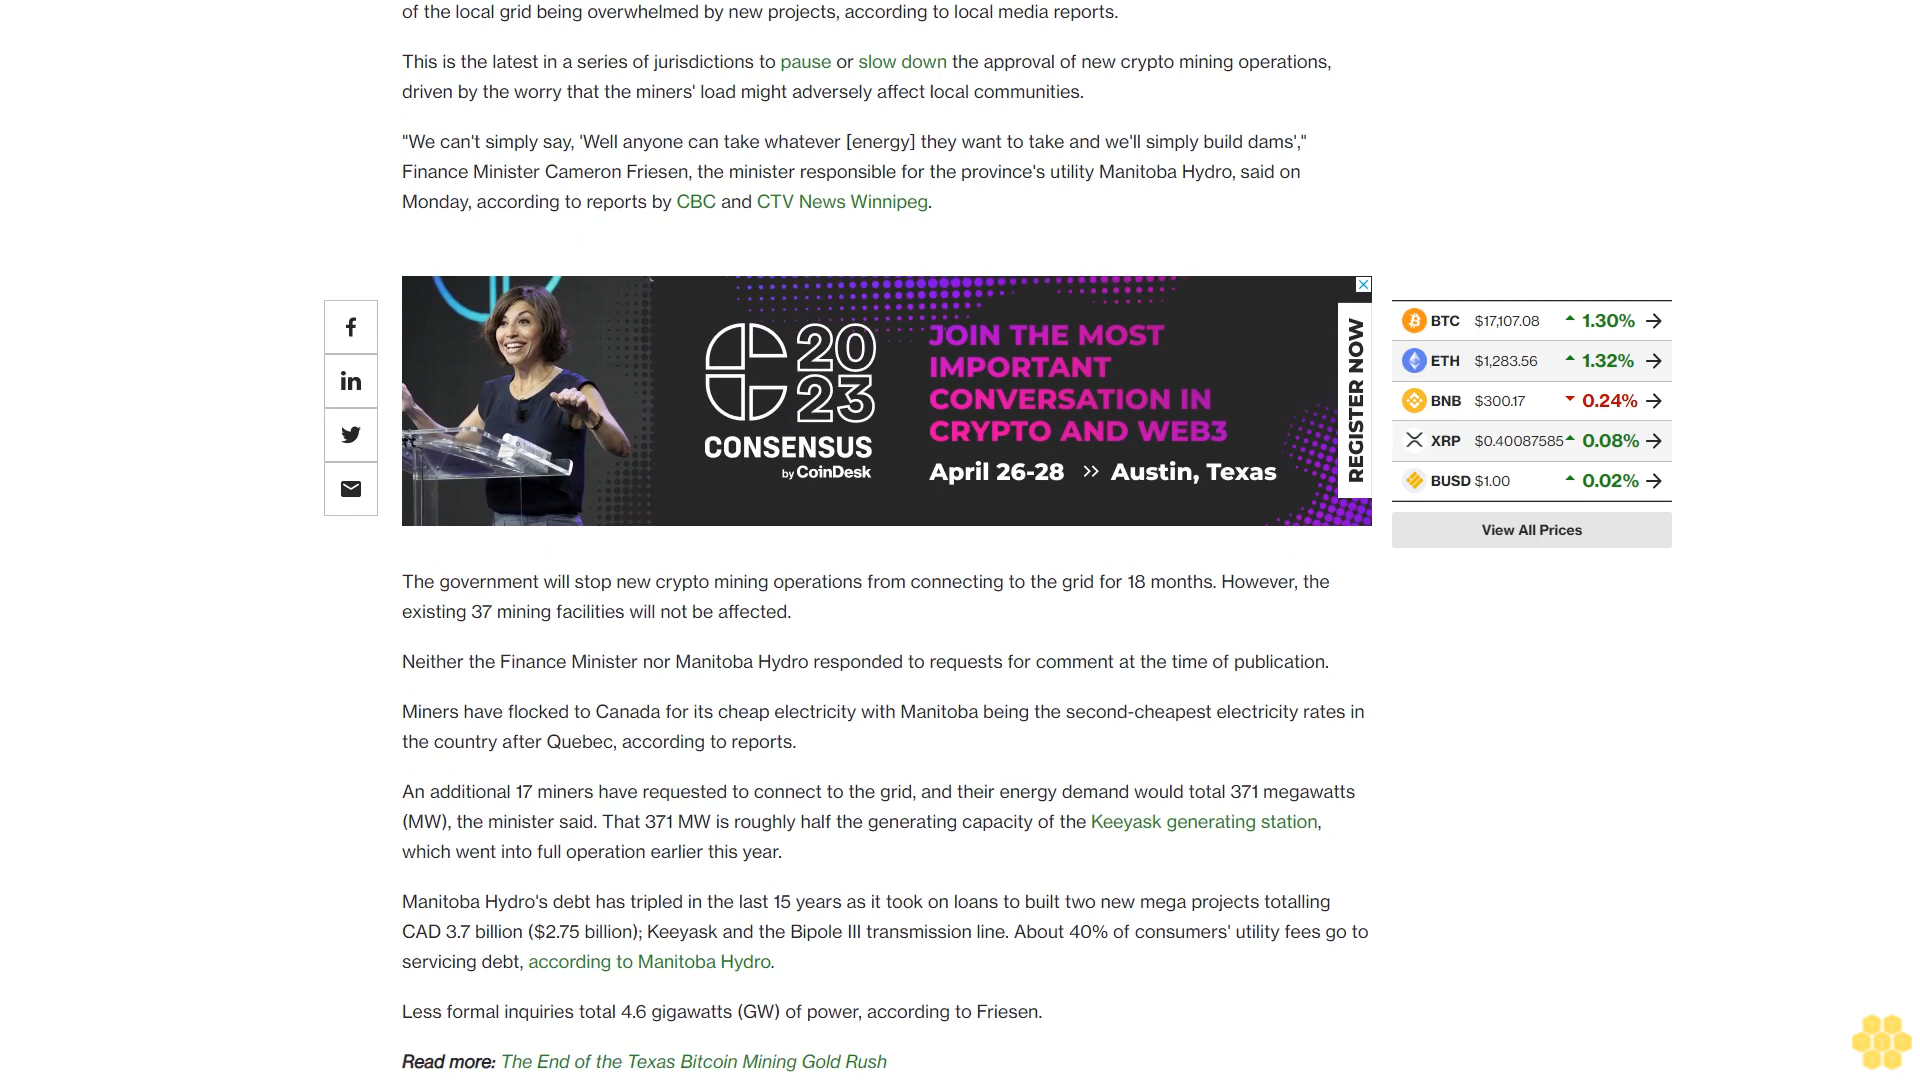 of the local grid being overwhelmed by new projects, according to local media reports.
This is the latest in a series of jurisdictions to pause or slow down the approval of new crypto mining operations,
driven by the worry that the miners' load might adversely affect local communities.
"We can't simply say, 'Well anyone can take whatever [energy] they want to take and we'll simply build dams',"
Finance Minister Cameron Friesen, the minister responsible for the province's utility Manitoba Hydro, said on
Monday, according to reports by CBC and CTV News Winnipeg.
2023
CONSENSUS
by CoinDesk
JOIN THE MOST
IMPORTANT
CONVERSATION IN
CRYPTO AND WEB3
April 26-28 >> Austin, Texas
REGISTER NOW
BTC $17,107.08 1.30%
ETH $1,283.56 1.32%
BNB $300.17 0.24%
XRP $0.40087585 0.08%
BUSD $1.00 0.02%
View All Prices
The government will stop new crypto mining operations from connecting to the grid for 18 months. However, the
existing 37 mining facilities will not be affected.
Neither the Finance Minister nor Manitoba Hydro responded to requests for comment at the time of publication.
Miners have flocked to Canada for its cheap electricity with Manitoba being the second-cheapest electricity rates in
the country after Quebec, according to reports.
An additional 17 miners have requested to connect to the grid, and their energy demand would total 371 megawatts
(MW), the minister said. That 371 MW is roughly half the generating capacity of the Keeyask generating station,
which went into full operation earlier this year.
Manitoba Hydro's debt has tripled in the last 15 years as it took on loans to built two new mega projects totalling
CAD 3.7 billion ($2.75 billion); Keeyask and the Bipole III transmission line. About 40% of consumers' utility fees go to
servicing debt, according to Manitoba Hydro.
Less formal inquiries total 4.6 gigawatts (GW) of power, according to Friesen.
Read more: The End of the Texas Bitcoin Mining Gold Rush